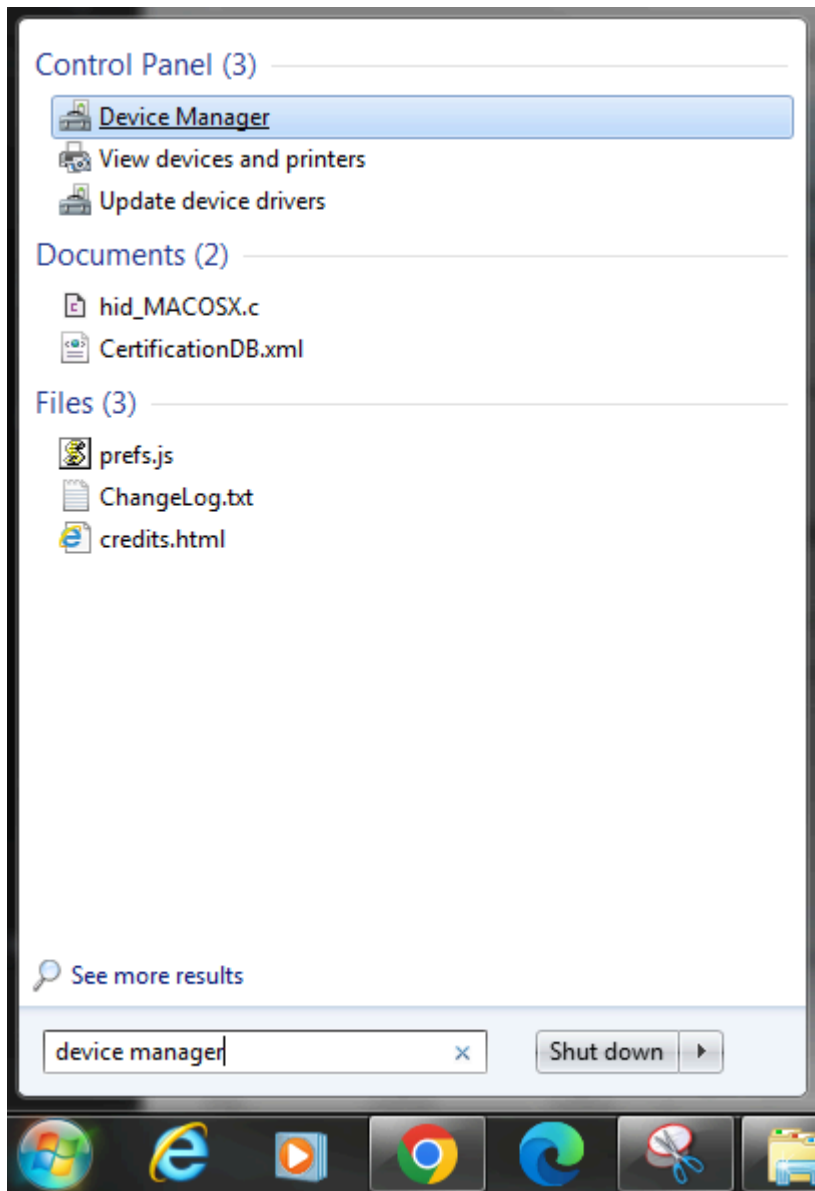 Control Panel (3)
Device Manager
View devices and printers
Update device drivers
Documents (2)
hid_MACOSX.c
CertificationDB.xml
Files (3)
prefs.js
ChangeLog.txt
credits.html
See more results
device manager
Shut down